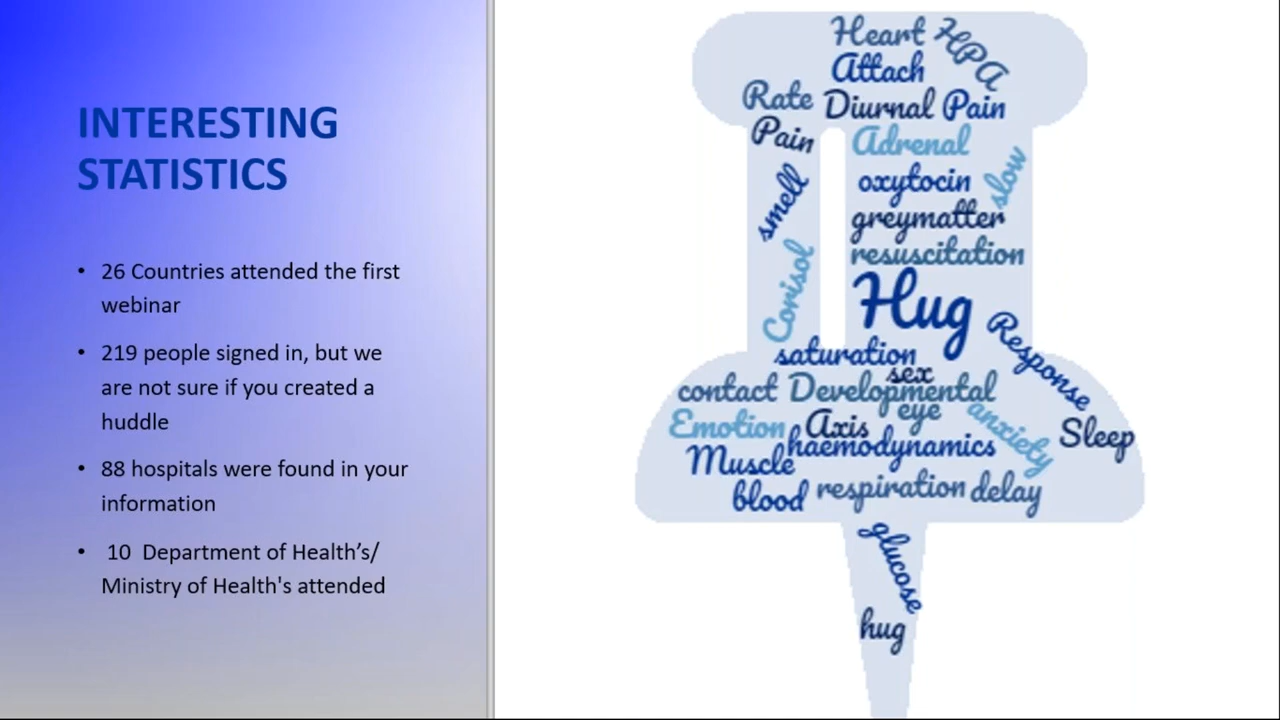 INTERESTING
STATISTICS
• 26 Countries attended the first
webinar
• 219 people signed in, but we
are not sure if you created a
huddle
• 88 hospitals were found in your
information
• 10 Department of Health’s/
Ministry of Health's attended
Heart HPA
Attach
Rate Diurnal Pain
Pain Adrenal
smell oxytocin slow
greymatter
Corisol resuscitation
Hug
saturation Response
sex
contact Developmental
eye
Emotion Axis anxiety Sleep
haemodynamics
Muscle
blood respiration delay
glucose
hug